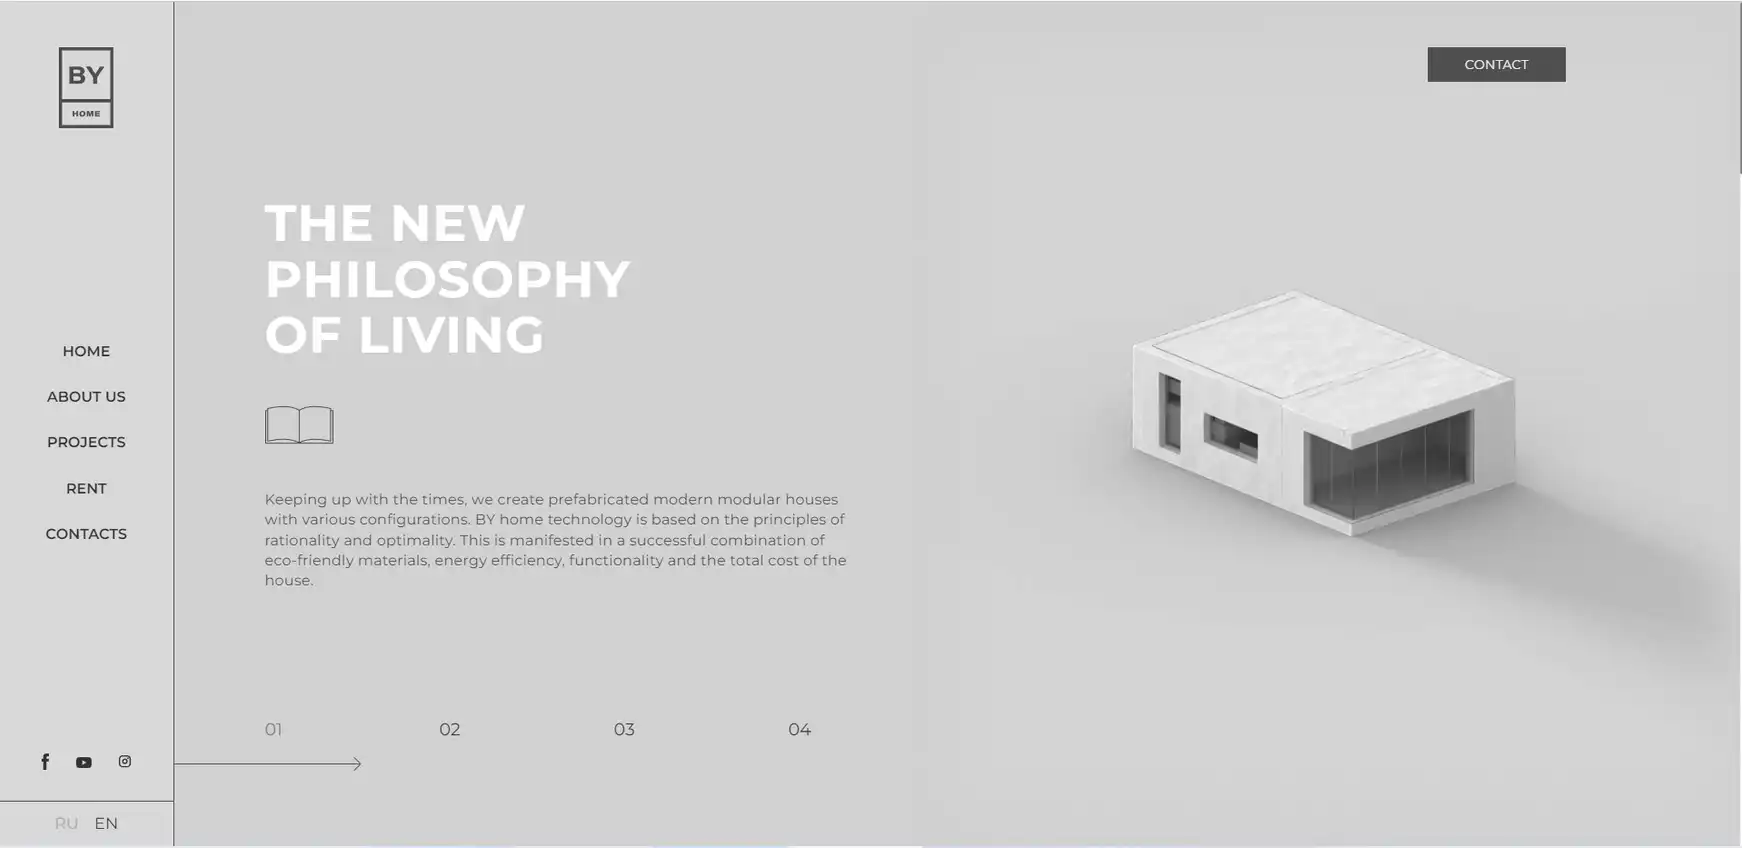 BY
HOME
CONTACT
THE NEW
PHILOSOPHY
OF LIVING
HOME
ABOUT US
PROJECTS
RENT
CONTACTS
Keeping up with the times, we create prefabricated modern modular houses
with various configurations. BY home technology is based on the principles of
rationality and optimality. This is manifested in a successful combination of
eco-friendly materials, energy efficiency, functionality and the total cost of the
house.
01 02 03 04
RU EN